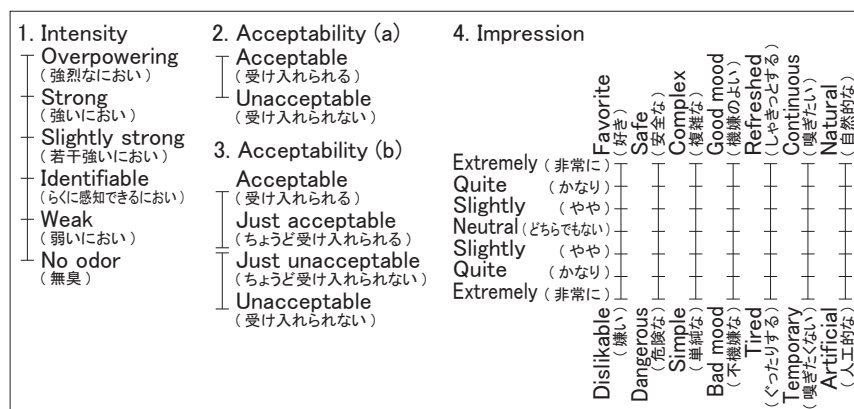 1. Intensity
Overpowering
(強烈なにおい)
Strong
(強いにおい)
Slightly strong
(若干強いにおい)
Identifiable
(らくに感知できるにおい)
Weak
(弱いにおい)
No odor
(無臭)
2. Acceptability (a)
Acceptable
(受け入れられる)
Unacceptable
(受け入れられない)
3. Acceptability (b)
Acceptable
(受け入れられる)
Just acceptable
(ちょうど受け入れられる)
Just unacceptable
(ちょうど受け入れられない)
Unacceptable
(受け入れられない)
4. Impression
Favorite
(好き)
Safe
(安全な)
Complex
(複雑な)
Good mood
(機嫌のよい)
Refreshed
(しゃきっとする)
Continuous
(嗅ぎたい)
Natural
(自然的な)
Extremely (非常に)
Quite (かなり)
Slightly (やや)
Neutral (どちらでもない)
Slightly (やや)
Quite (かなり)
Extremely (非常に)
Dislikable
(嫌い)
Dangerous
(危険な)
Simple
(単純な)
Bad mood
(不機嫌な)
Tired
(ぐったりする)
Temporary
(嗅ぎたくない)
Artificial
(人工的な)